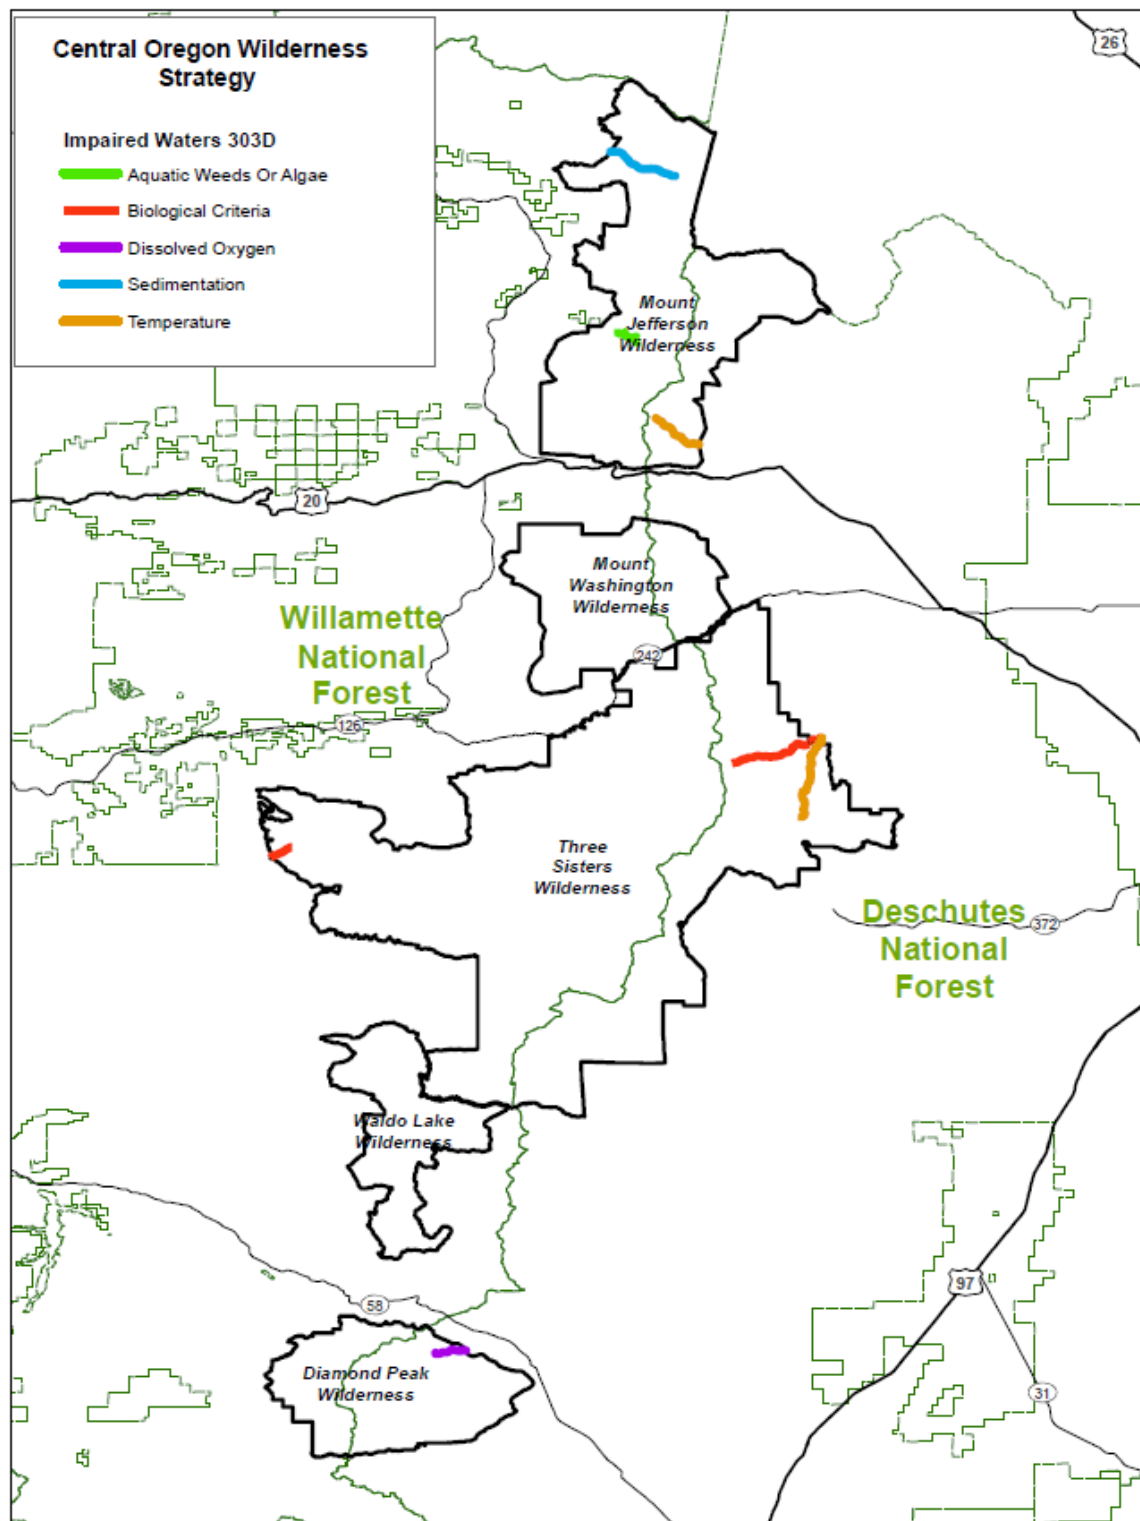 Central Oregon Wilderness
Strategy
Impaired Waters 303D
Aquatic Weeds Or Algae
Biological Criteria
Dissolved Oxygen
Sedimentation
Temperature
26
Mount
Jefferson
Wilderness
20
Mount
Washington
Wilderness
Willamette
National
Forest
242
126
Three
Sisters
Wilderness
Deschutes
National
Forest
372
Waldo Lake
Wilderness
97
58
Diamond Peak
Wilderness
31